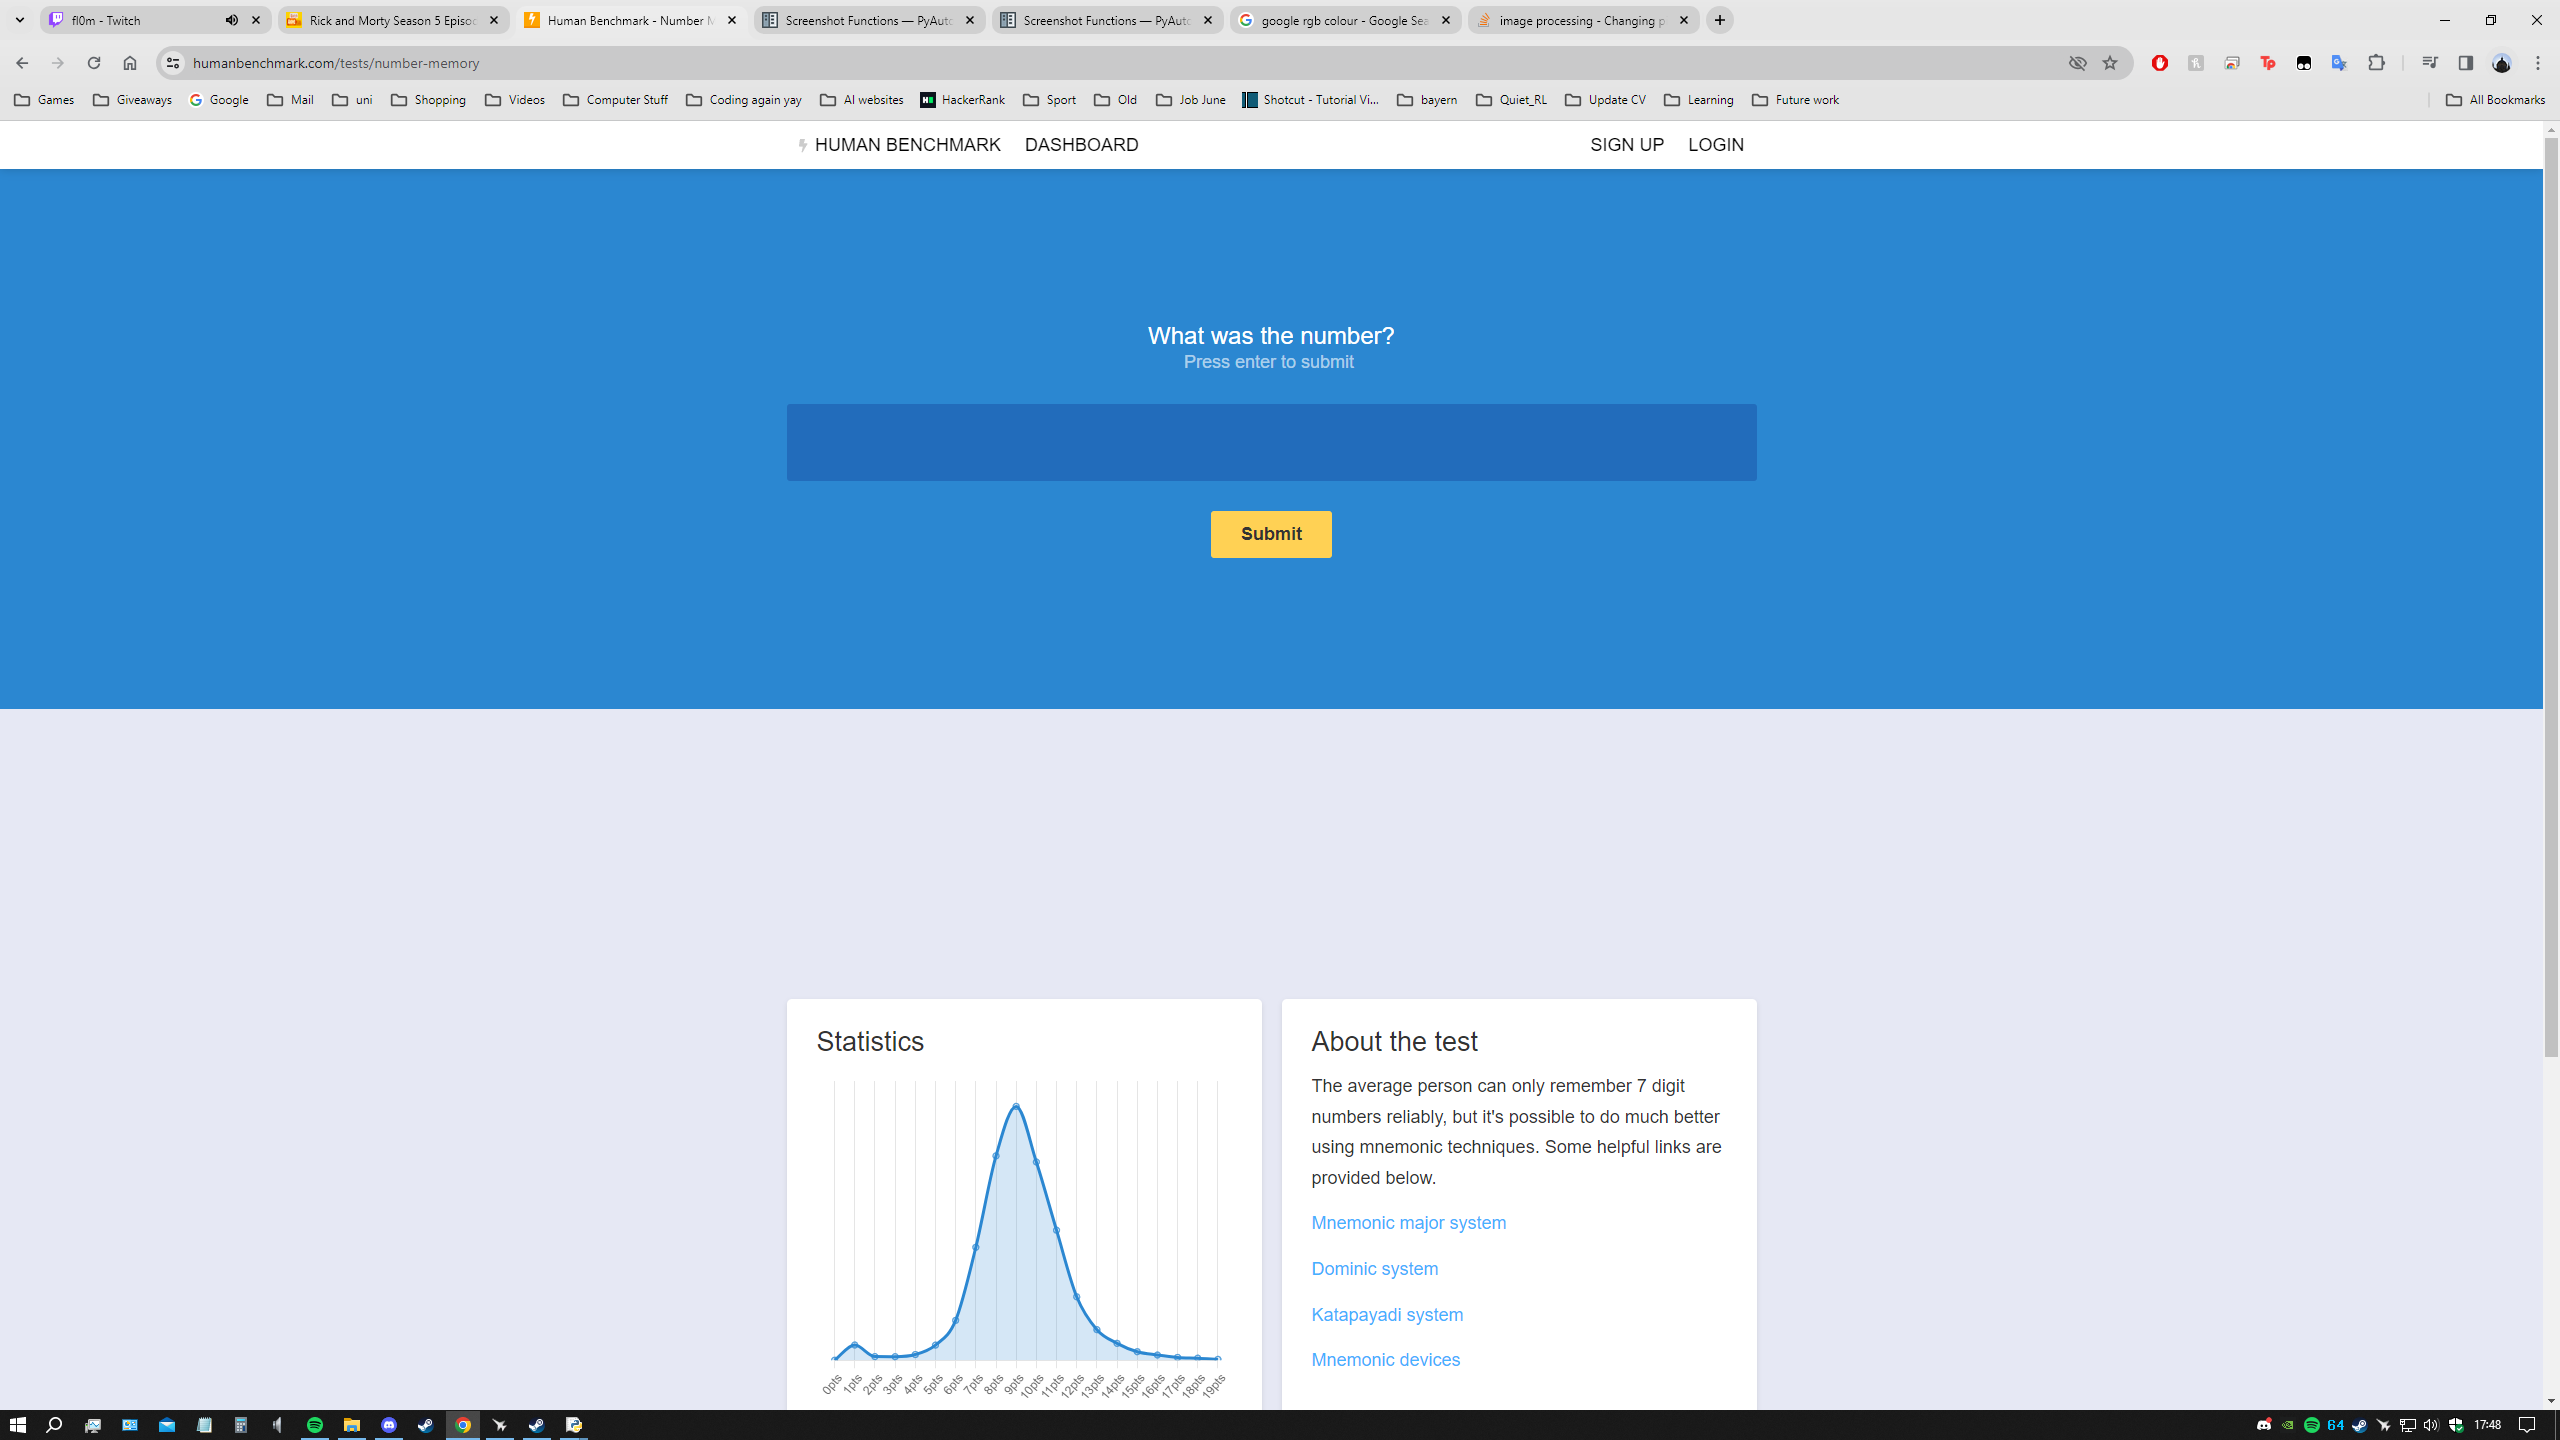 fl0m - Twitch
Rick and Morty Season 5 Episod
Human Benchmark - Number M
Screenshot Functions — PyAuto
Screenshot Functions — PyAuto
google rgb colour - Google Sea
image processing - Changing p
humanbenchmark.com/tests/number-memory
Games Giveaways Google Mail uni Shopping Videos Computer Stuff Coding again yay AI websites HackerRank Sport Old Job June Shotcut - Tutorial Vi... bayern Quiet_RL Update CV Learning Future work All Bookmarks
HUMAN BENCHMARK DASHBOARD SIGN UP LOGIN
What was the number?
Press enter to submit
Submit
Statistics
0pts 1pts 2pts 3pts 4pts 5pts 6pts 7pts 8pts 9pts 10pts 11pts 12pts 13pts 14pts 15pts 16pts 17pts 18pts 19pts
About the test
The average person can only remember 7 digit
numbers reliably, but it's possible to do much better
using mnemonic techniques. Some helpful links are
provided below.
Mnemonic major system
Dominic system
Katapayadi system
Mnemonic devices
64 17:48